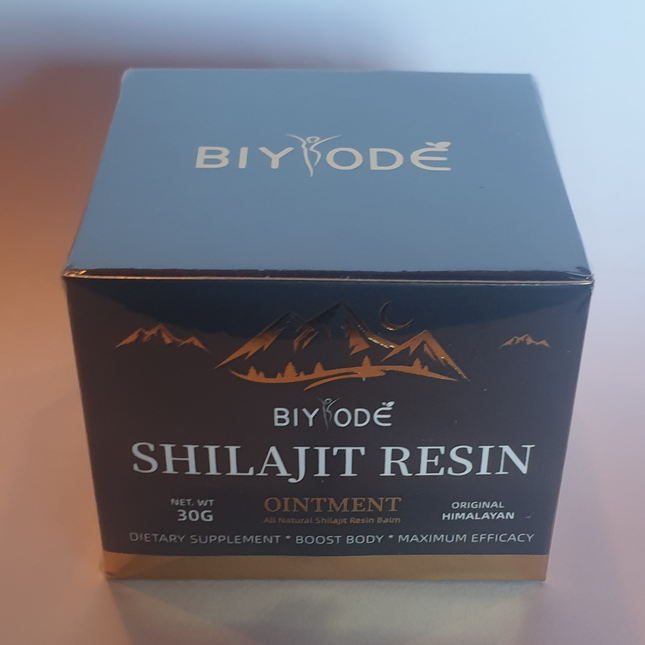 BIYODE
BIYODE
SHILAJIT RESIN
NET. WT
30G
OINTMENT
All Natural Shilajit Resin Balm
ORIGINAL
HIMALAYAN
DIETARY SUPPLEMENT * BOOST BODY * MAXIMUM EFFICACY